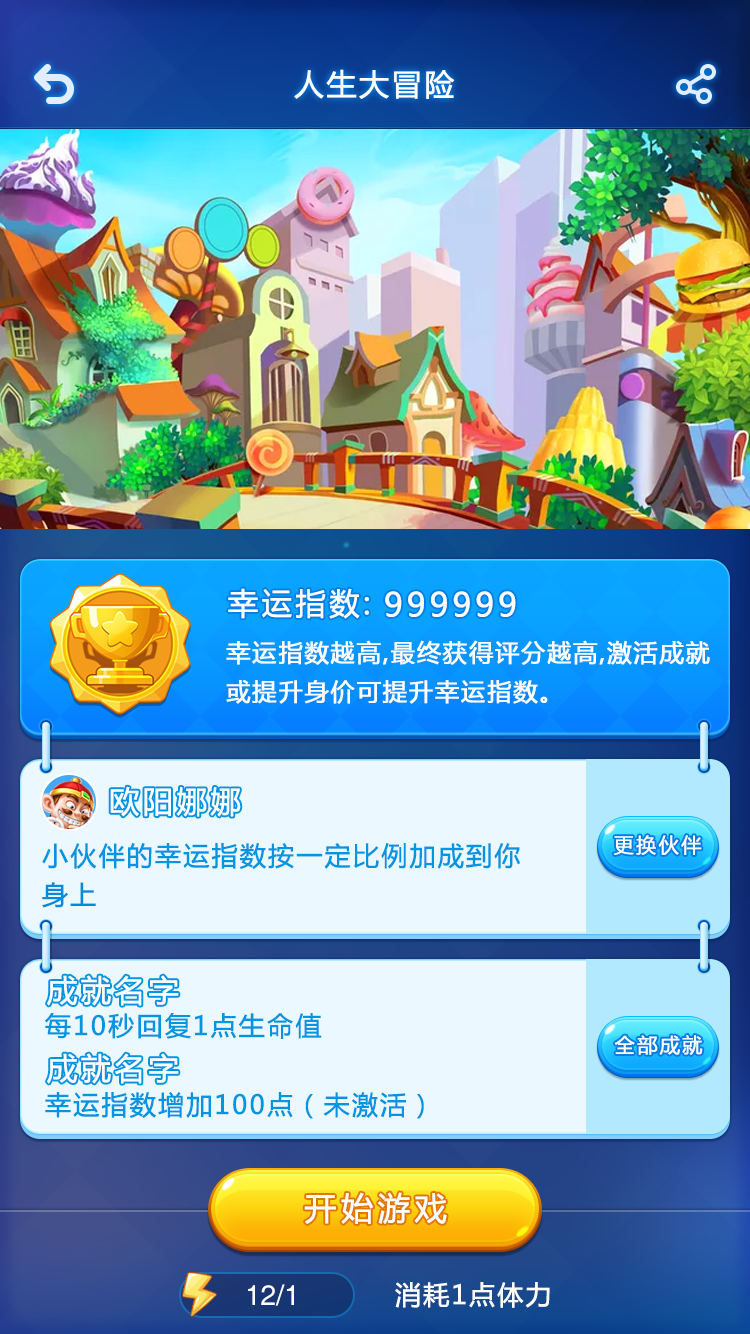 人生大冒险
幸运指数: 999999
幸运指数越高,最终获得评分越高,激活成就
或提升身价可提升幸运指数。
欧阳娜娜
小伙伴的幸运指数按一定比例加成到你
身上
更换伙伴
成就名字
每10秒回复1点生命值
成就名字
幸运指数增加100点（未激活）
全部成就
开始游戏
12/1
消耗1点体力